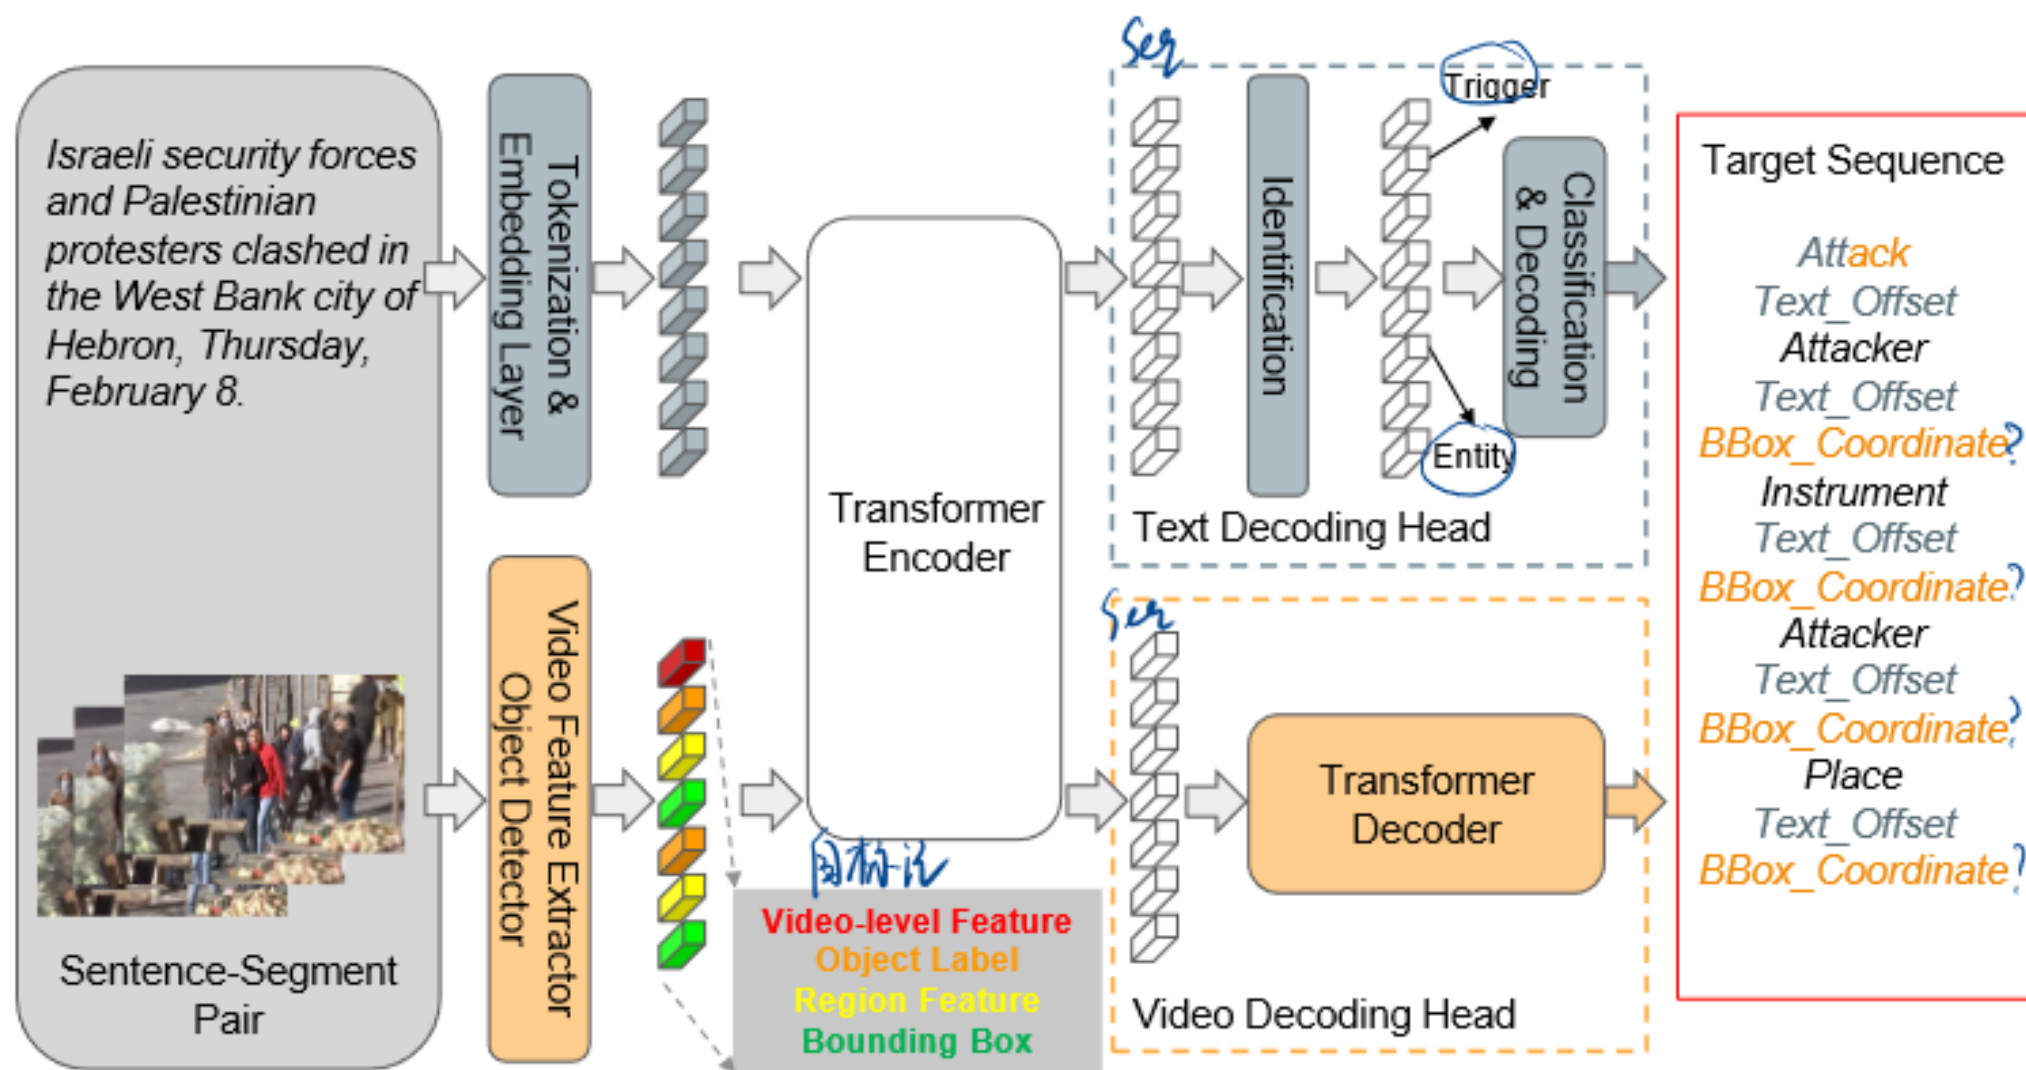 Israeli security forces
and Palestinian
protesters clashed in
the West Bank city of
Hebron, Thursday,
February 8.
Sentence-Segment
Pair
Tokenization &
Embedding Layer
Video Feature Extractor
Object Detector
Transformer
Encoder
Video-level Feature
Object Label
Region Feature
Bounding Box
Seq
Identification
Trigger
Entity
Classification
& Decoding
Text Decoding Head
Seq
Transformer
Decoder
Video Decoding Head
Target Sequence
Attack
Text_Offset
Attacker
Text_Offset
BBox_Coordinate?
Instrument
Text_Offset
BBox_Coordinate?
Attacker
Text_Offset
BBox_Coordinate?
Place
Text_Offset
BBox_Coordinate?